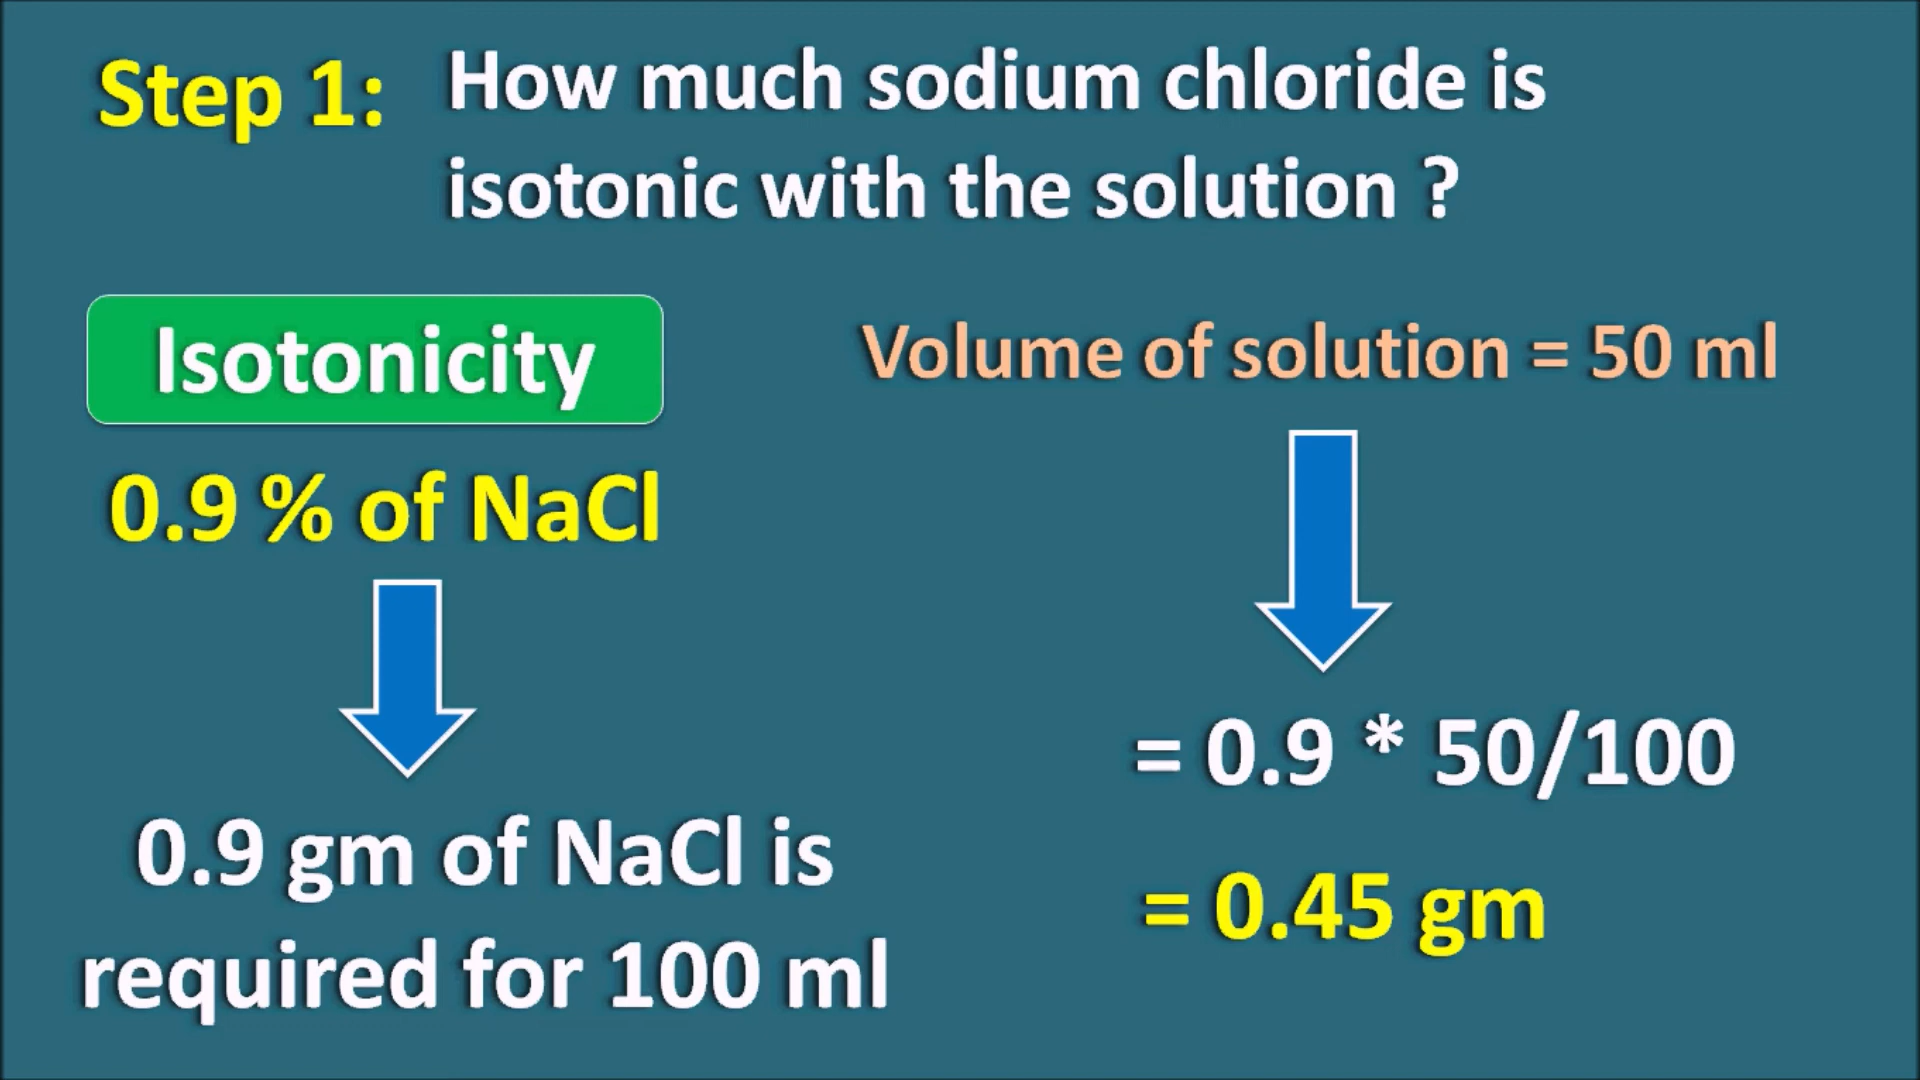 Step 1:
How much sodium chloride is
isotonic with the solution ?
Isotonicity
0.9 % of NaCl
0.9 gm of NaCl is
required for 100 ml
Volume of solution = 50 ml
= 0.9 * 50/100
= 0.45 gm